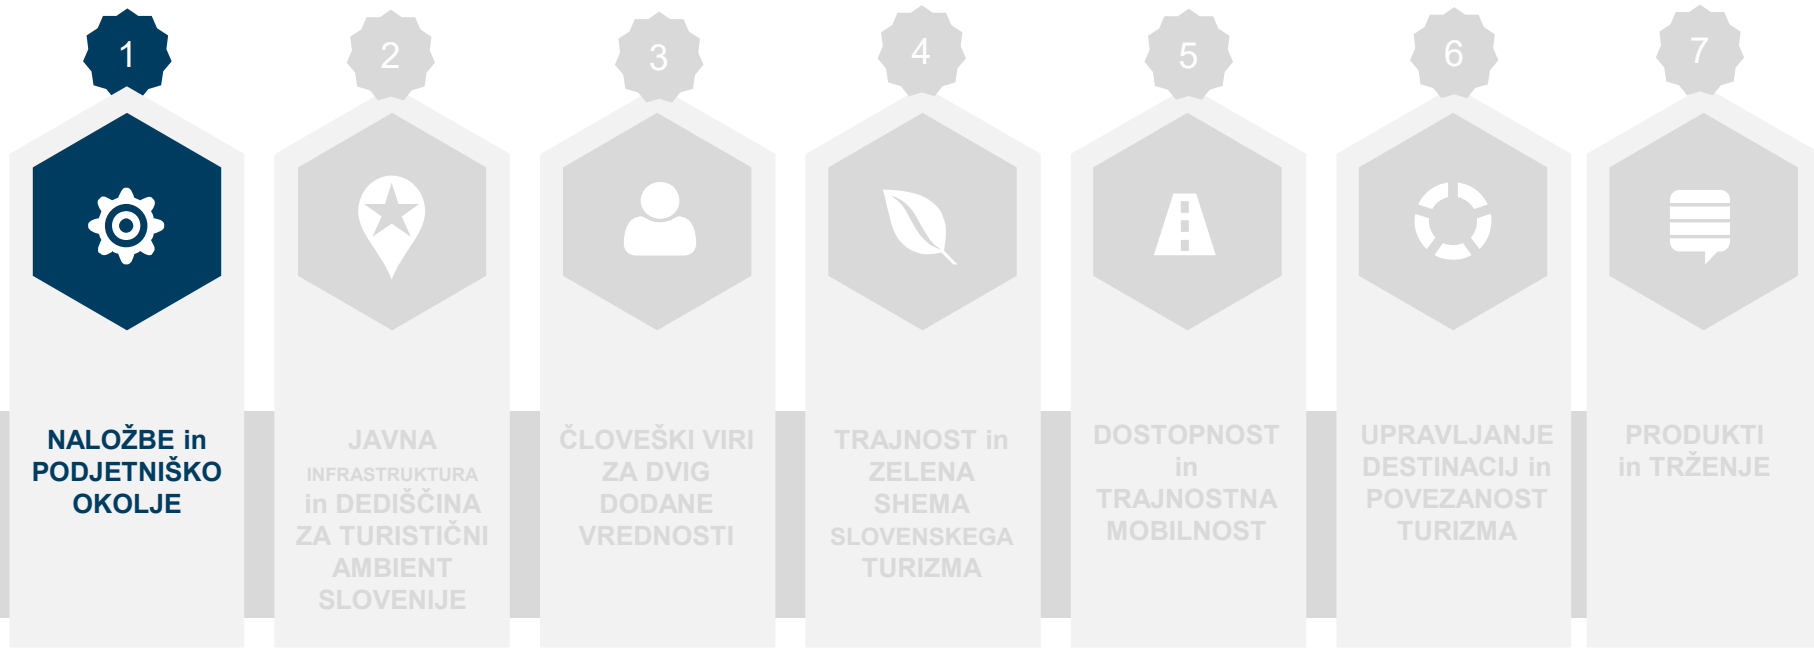 1
NALOŽBE in
PODJETNIŠKO
OKOLJE
2
JAVNA
INFRASTRUKTURA
in DEDIŠČINA
ZA TURISTIČNI
AMBIENT
SLOVENIJE
3
ČLOVEŠKI VIRI
ZA DVIG
DODANE
VREDNOSTI
4
TRAJNOST in
ZELENA
SHEMA
SLOVENSKEGA
TURIZMA
5
DOSTOPNOST
in
TRAJNOSTNA
MOBILNOST
6
UPRAVLJANJE
DESTINACIJ in
POVEZANOST
TURIZMA
7
PRODUKTI
in TRŽENJE